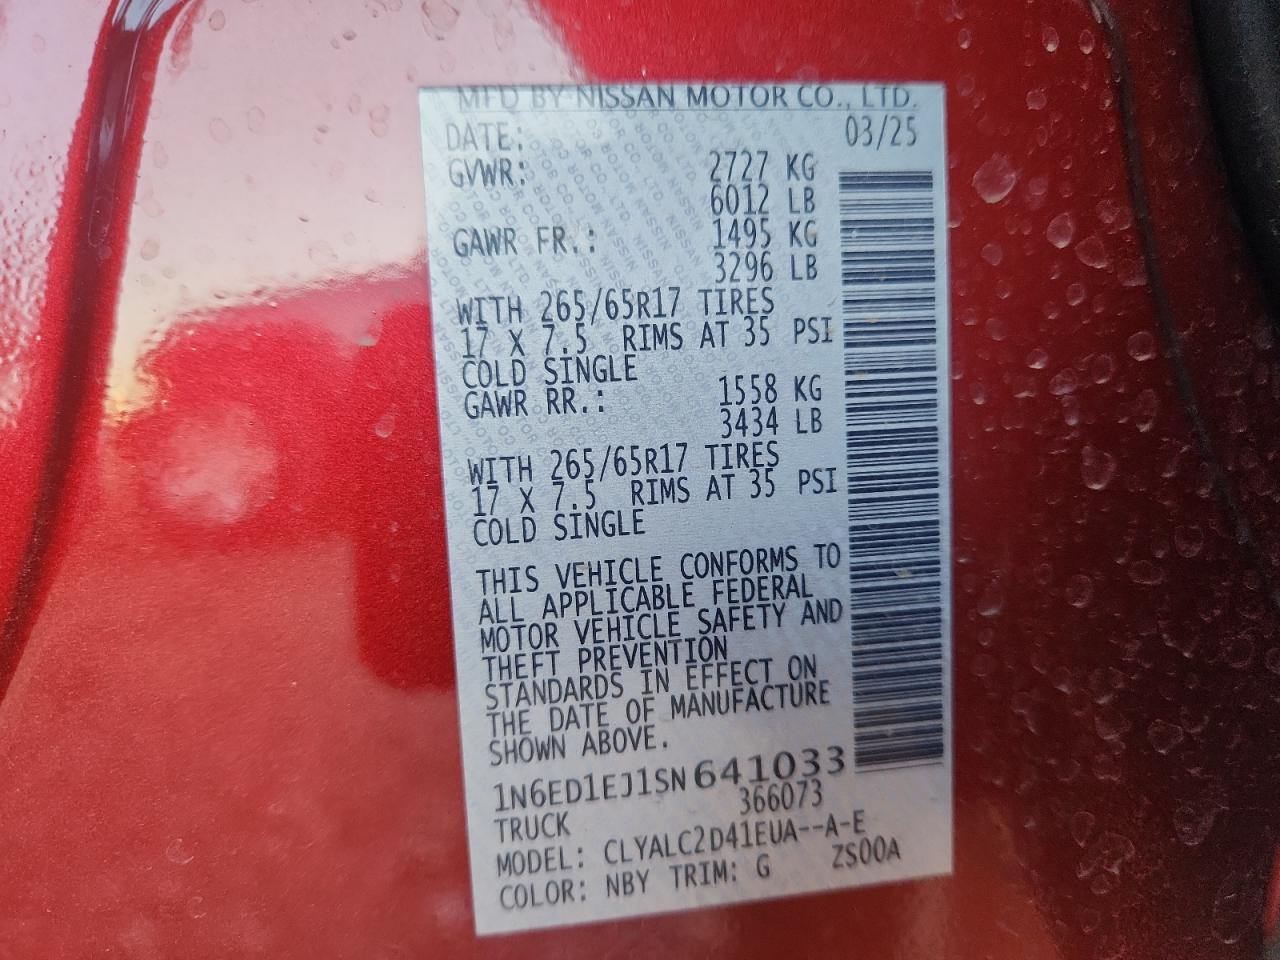 MFD BY NISSAN MOTOR CO., LTD.
DATE: 03/25
GVWR: 2727 KG
6012 LB
GAWR FR.: 1495 KG
3296 LB
WITH 265/65R17 TIRES
17 X 7.5 RIMS AT 35 PSI
COLD SINGLE
GAWR RR.: 1558 KG
3434 LB
WITH 265/65R17 TIRES
17 X 7.5 RIMS AT 35 PSI
COLD SINGLE
THIS VEHICLE CONFORMS TO
ALL APPLICABLE FEDERAL
MOTOR VEHICLE SAFETY AND
THEFT PREVENTION
STANDARDS IN EFFECT ON
THE DATE OF MANUFACTURE
SHOWN ABOVE.
1N6ED1EJ1SN641033
TRUCK 366073
MODEL: CLYALC2D41EUA--A-E
COLOR: NBY TRIM: G ZS00A